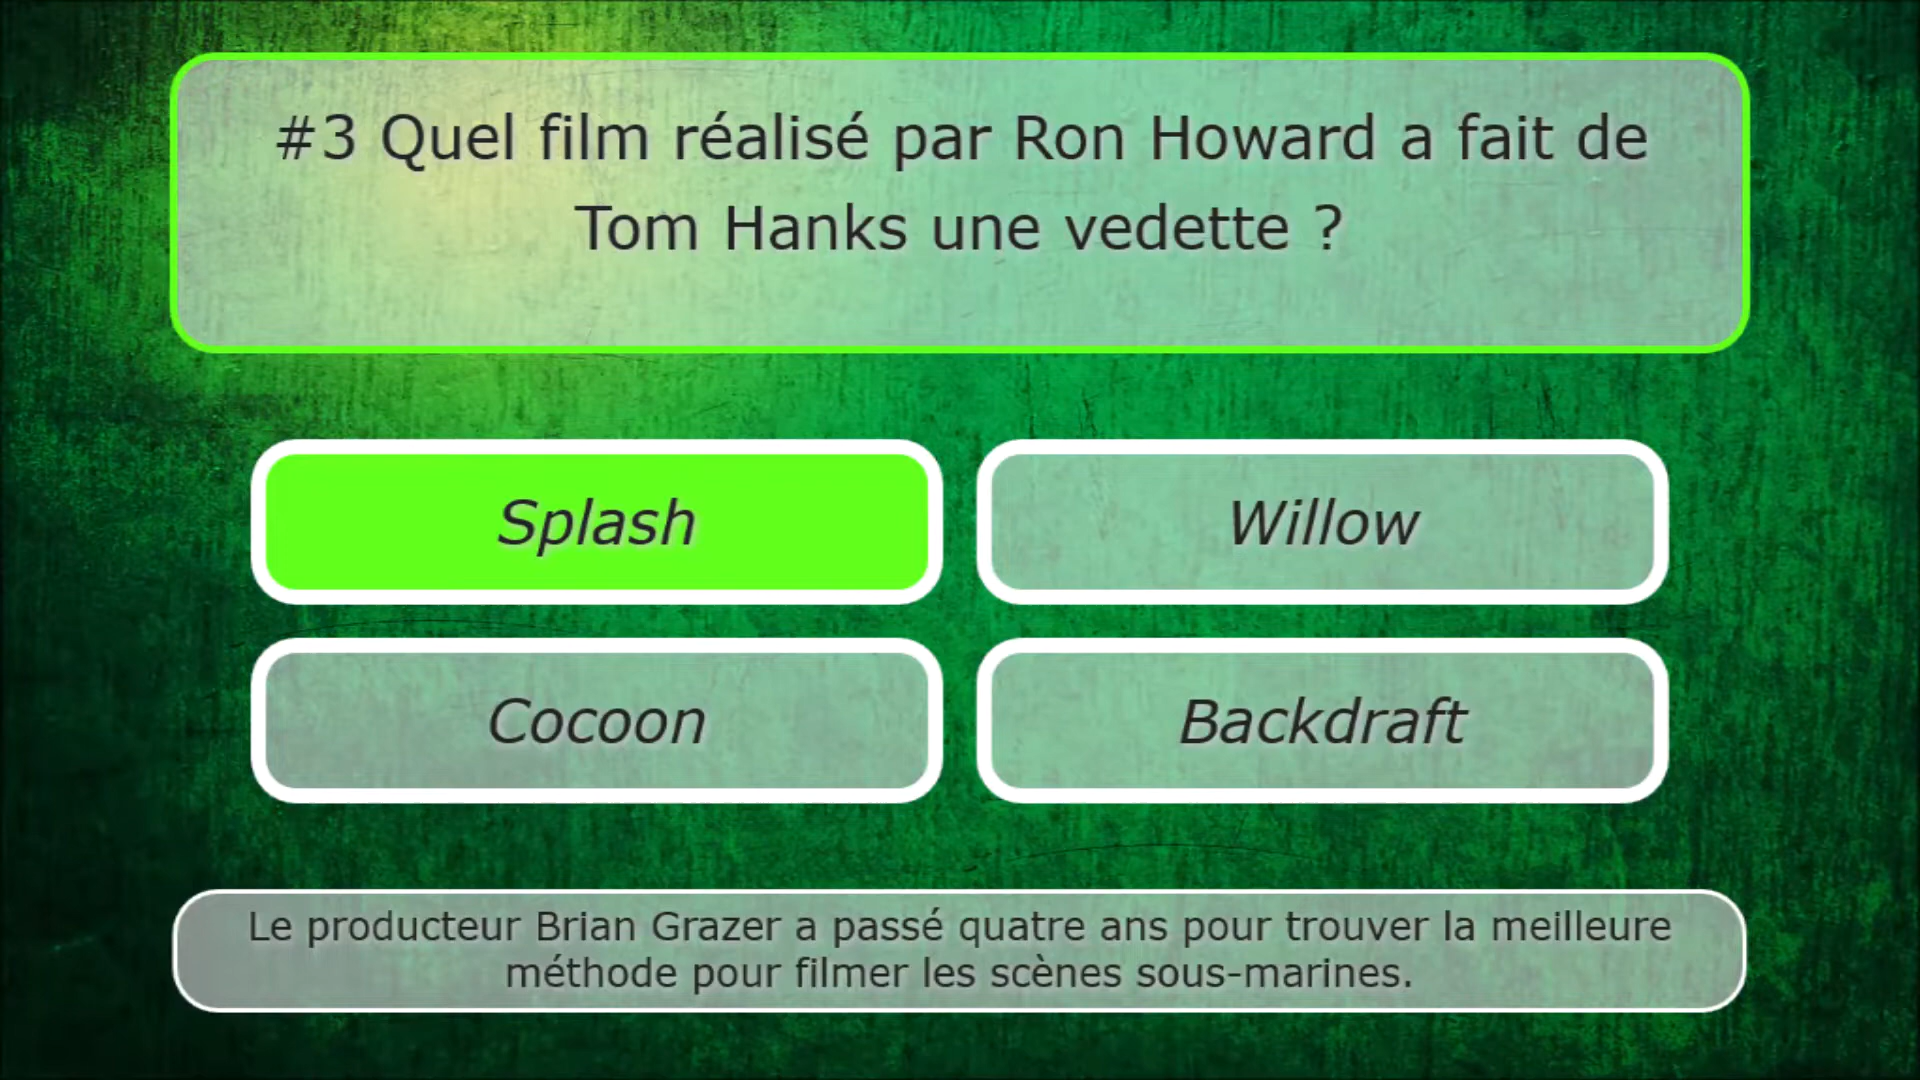 #3 Quel film réalisé par Ron Howard a fait de
Tom Hanks une vedette ?
Splash
Willow
Cocoon
Backdraft
Le producteur Brian Grazer a passé quatre ans pour trouver la meilleure
méthode pour filmer les scènes sous-marines.